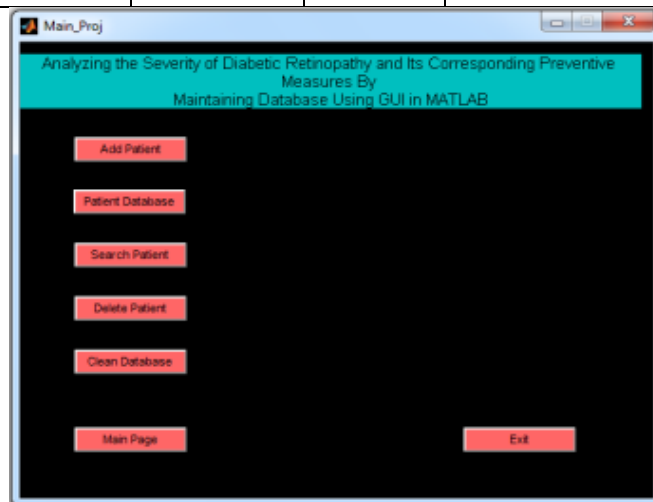 Main_Proj
Analyzing the Severity of Diabetic Retinopathy and Its Corresponding Preventive
Measures By
Maintaining Database Using GUI in MATLAB
Add Patient
Patient Database
Search Patient
Delete Patient
Clean Database
Main Page
Exit